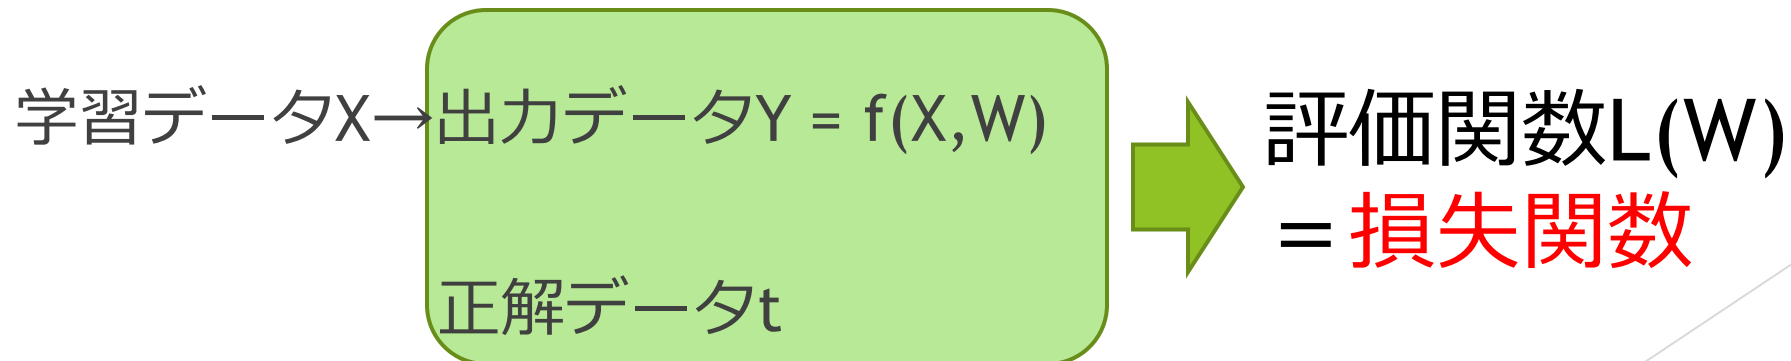 学習データX→出力データY = f(X,W)
正解データt
評価関数L(W)
=損失関数